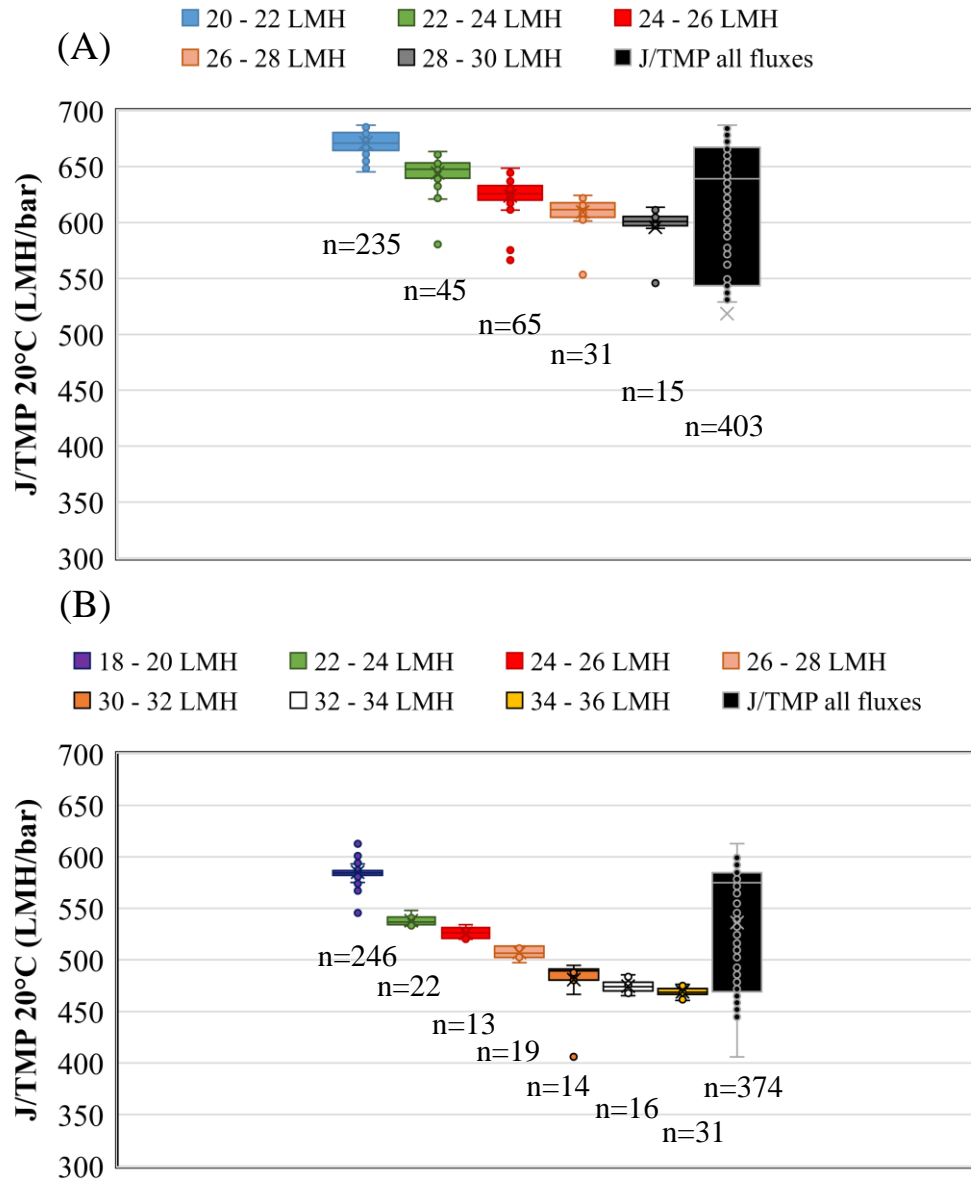 (A)
20 - 22 LMH 22 - 24 LMH 24 - 26 LMH
26 - 28 LMH 28 - 30 LMH J/TMP all fluxes
J/TMP 20°C (LMH/bar)
700
650
600
550
500
450
400
350
300
n=235
n=45
n=65
n=31
n=15
n=403
(B)
18 - 20 LMH 22 - 24 LMH 24 - 26 LMH 26 - 28 LMH
30 - 32 LMH 32 - 34 LMH 34 - 36 LMH J/TMP all fluxes
J/TMP 20°C (LMH/bar)
700
650
600
550
500
450
400
350
300
n=246
n=22
n=13
n=19
n=14
n=16
n=31
n=374